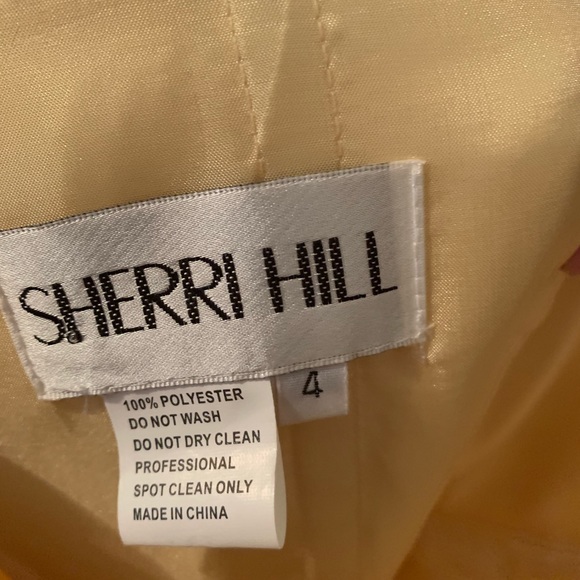 SHERRI HILL
4
100% POLYESTER
DO NOT WASH
DO NOT DRY CLEAN
PROFESSIONAL
SPOT CLEAN ONLY
MADE IN CHINA